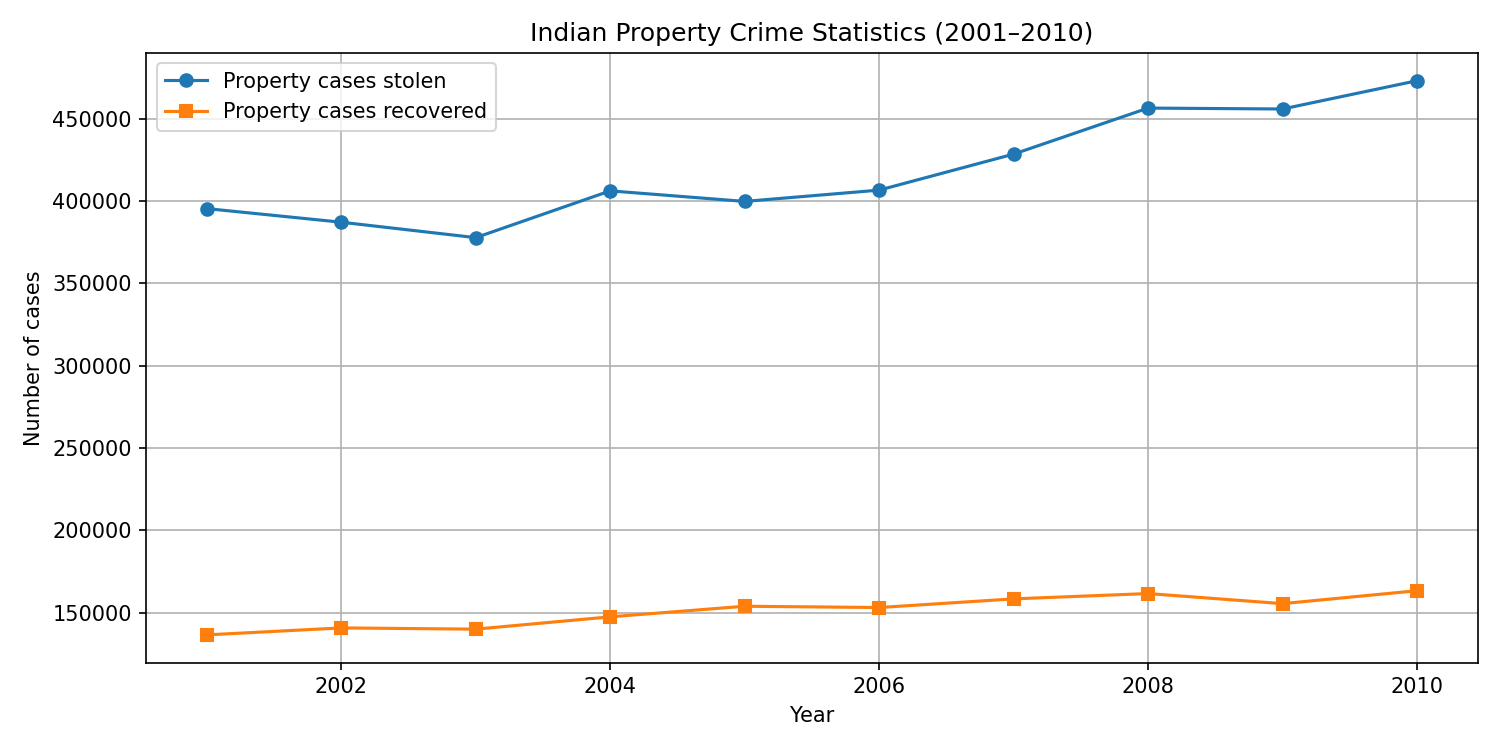 Indian Property Crime Statistics (2001–2010)
Property cases stolen
Property cases recovered
Number of cases
450000
400000
350000
300000
250000
200000
150000
2002 2004 2006 2008 2010
Year